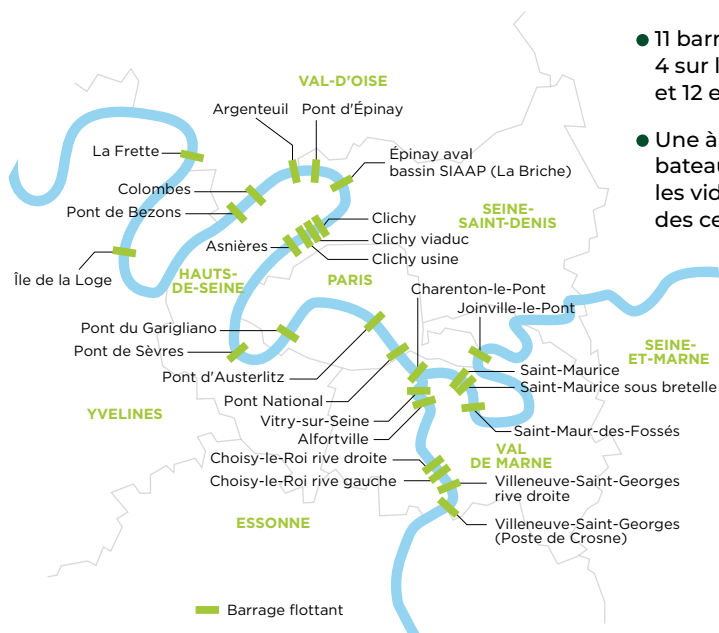 11 barr
4 sur l
et 12 e
Une à
bateau
les vid
des ce
VAL-D'OISE
Argenteuil
Pont d'Épinay
La Frette
Épinay aval
bassin SIAAP (La Briche)
Colombes
Pont de Bezons
Clichy
SEINE-
SAINT-DENIS
Asnières
Clichy viaduc
Clichy usine
Île de la Loge
HAUTS-
DE-SEINE
PARIS
Charenton-le-Pont
Joinville-le-Pont
Pont du Garigliano
SEINE-
ET-MARNE
Pont de Sèvres
Saint-Maurice
Pont d'Austerlitz
Saint-Maurice sous bretelle
Pont National
YVELINES
Vitry-sur-Seine
Saint-Maur-des-Fossés
Alfortville
VAL
DE MARNE
Choisy-le-Roi rive droite
Choisy-le-Roi rive gauche
Villeneuve-Saint-Georges
rive droite
ESSONNE
Villeneuve-Saint-Georges
(Poste de Crosne)
Barrage flottant